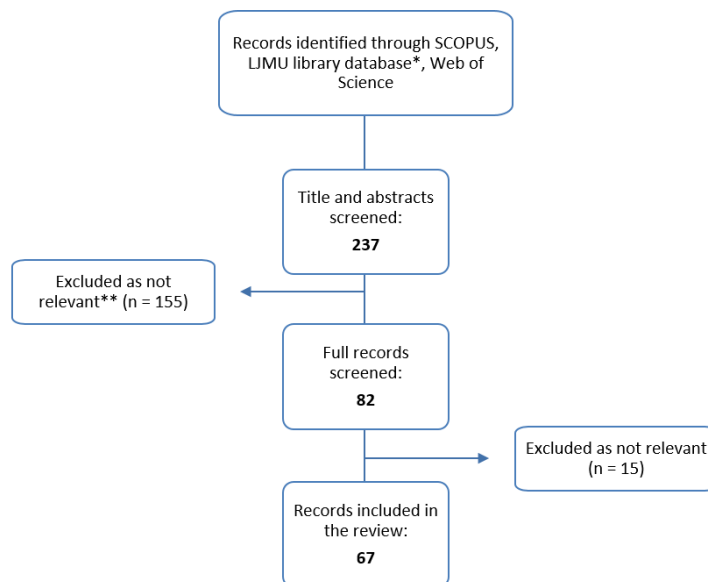 Records identified through SCOPUS,
LJMU library database*, Web of
Science
Title and abstracts
screened:
237
Excluded as not
relevant** (n = 155)
Full records
screened:
82
Excluded as not relevant
(n = 15)
Records included in
the review:
67